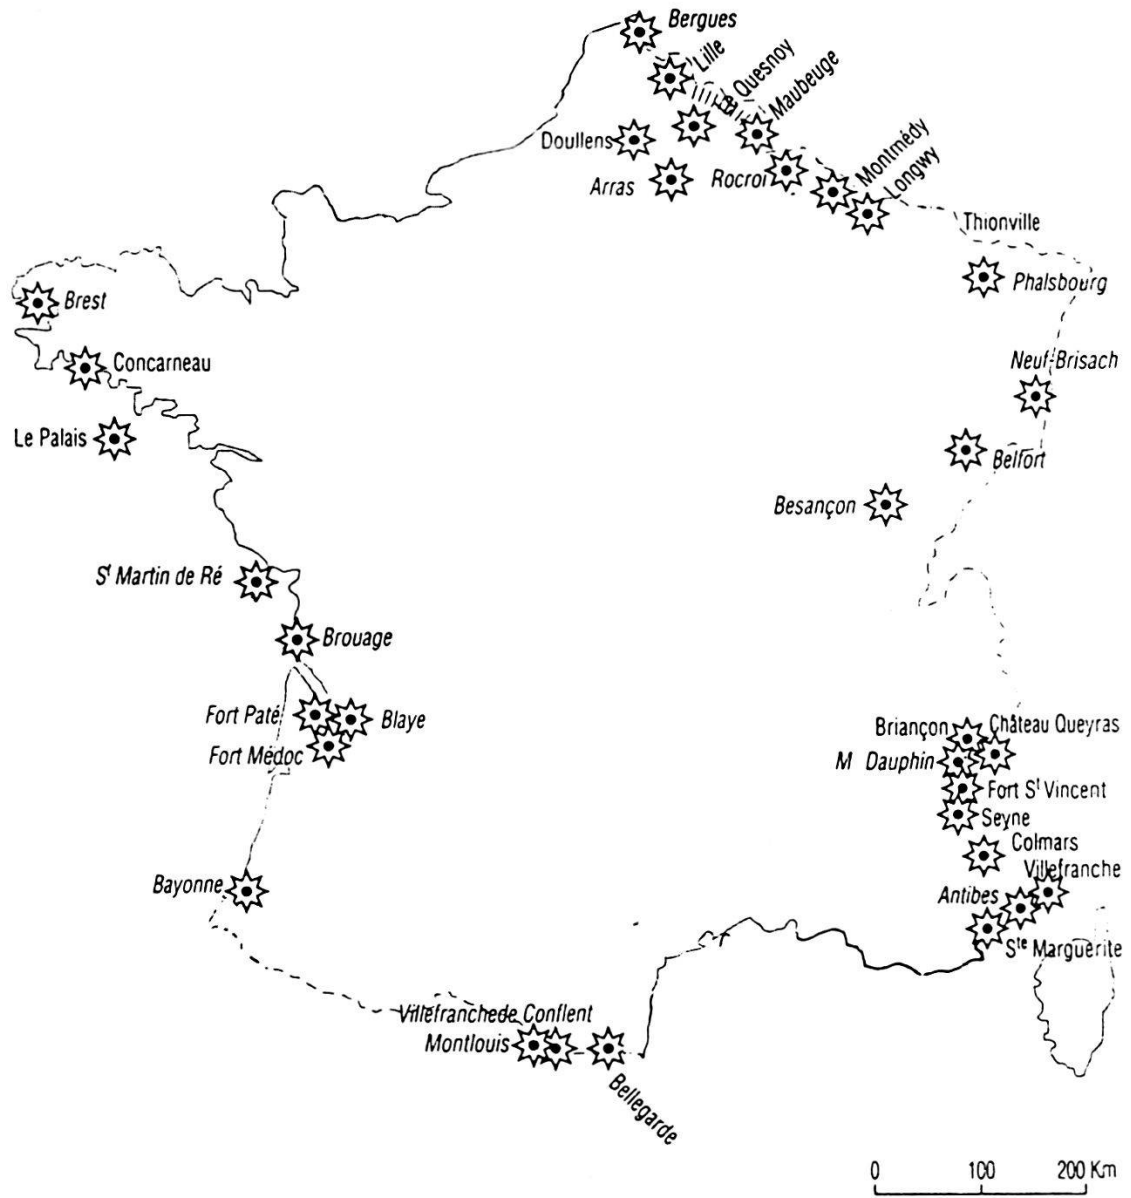 Bergues
Lille
Quesnoy
Maubeuge
Doullens
Arras
Rocroi
Montmédy
Longwy
Thionville
Phalsbourg
Brest
Concarneau
Le Palais
Neuf-Brisach
Belfort
Besançon
Sᵗ Martin de Ré
Brouage
Fort Paté
Blaye
Fort Médoc
Briançon
Château Queyras
M Dauphin
Fort Sᵗ Vincent
Seyne
Colmars
Villefranche
Bayonne
Antibes
Sᵗᵉ Marguerite
Villefranche de Conflent
Montlouis
Bellegarde
0 100 200 Km